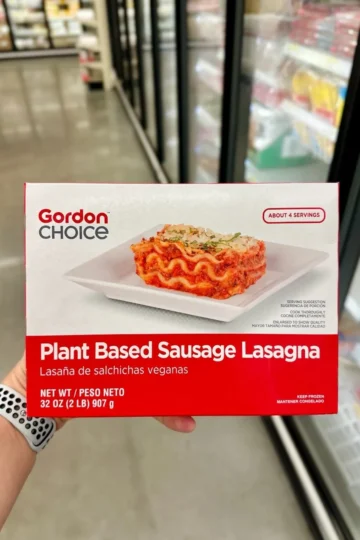 Gordon
CHOICE
ABOUT 4 SERVINGS
SERVING SUGGESTION
SUGERENCIA DE PORCIÓN
COOK THOROUGHLY
COCINE COMPLETAMENTE
ENLARGED TO SHOW QUALITY
Plant Based Sausage Lasagna
Lasaña de salchichas veganas
NET WT / PESO NETO
32 OZ (2 LB) 907 g
KEEP FROZEN
MANTENER CONGELADO